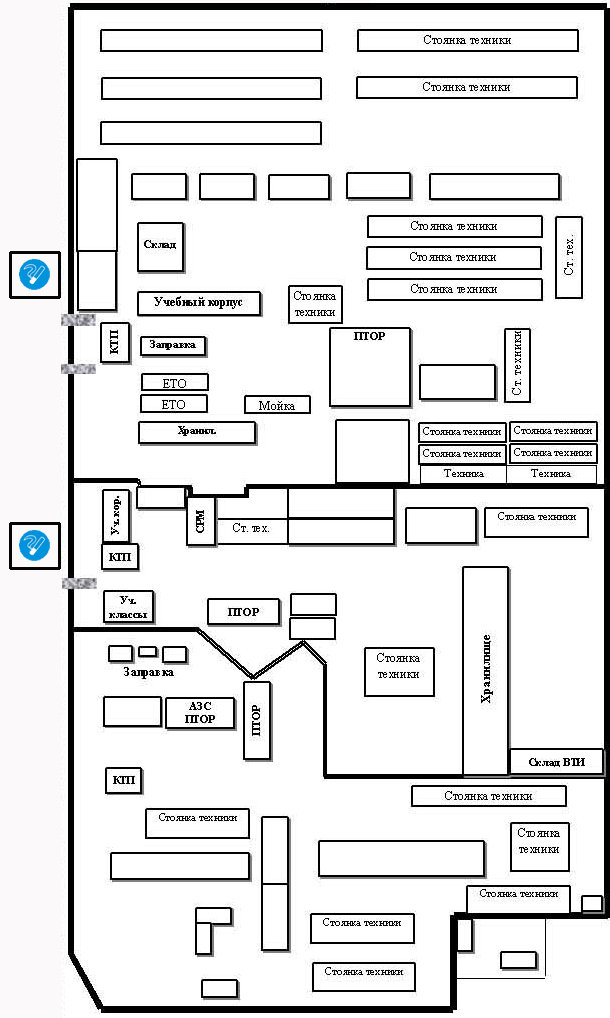 Стоянка техники
Стоянка техники
Стоянка техники
Склад
Стоянка техники
Стоянка техники
Ст. тех.
Учебный корпус
Стоянка
техники
КТП
Заправка
ПТОР
Ст. техники
ЕТО
ЕТО
Мойка
Хранил.
Стоянка техники
Стоянка техники
Стоянка техники
Стоянка техники
Техника
Техника
Уч. кор.
СРМ
Ст. тех.
Стоянка техники
КТП
Уч.
классы
ПТОР
Стоянка
техники
Хранилище
Заправка
АЗС
ПТОР
ПТОР
Склад ВТИ
КТП
Стоянка техники
Стоянка техники
Стоянка
техники
Стоянка техники
Стоянка техники
Стоянка техники